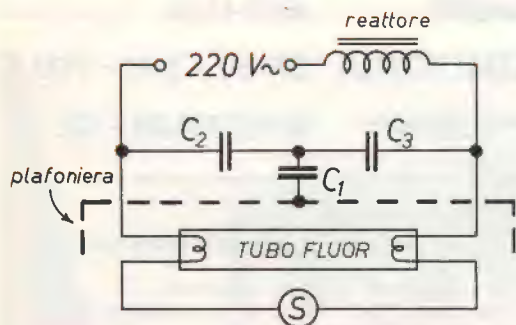 reattore
220 V~
C2
C3
C1
plafoniera
TUBO FLUOR
S